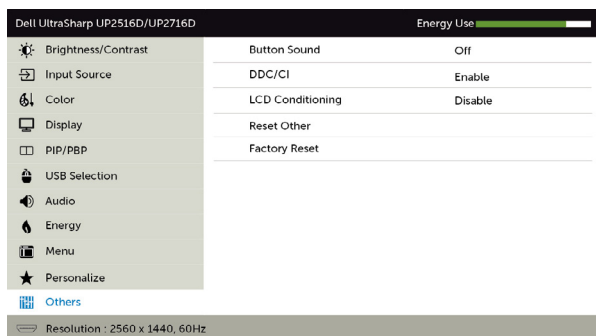 Dell UltraSharp UP2516D/UP2716D Energy Use
Brightness/Contrast Button Sound Off
Input Source DDC/CI Enable
Color LCD Conditioning Disable
Display Reset Other
PIP/PBP Factory Reset
USB Selection
Audio
Energy
Menu
Personalize
Others
Resolution : 2560 x 1440, 60Hz